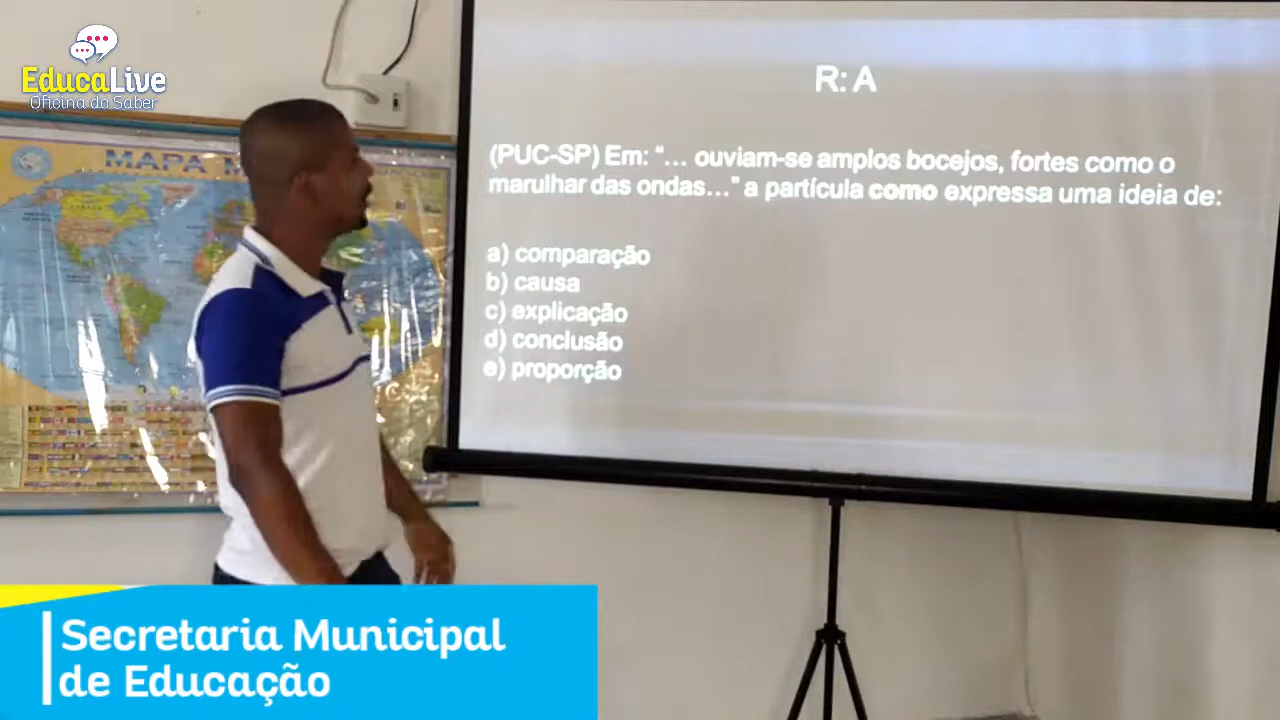 EducaLive
Oficina do Saber
MAPA M
R: A
(PUC-SP) Em: “... ouviam-se amplos bocejos, fortes como o
marulhar das ondas...” a partícula como expressa uma ideia de:
a) comparação
b) causa
c) explicação
d) conclusão
e) proporção
Secretaria Municipal
de Educação